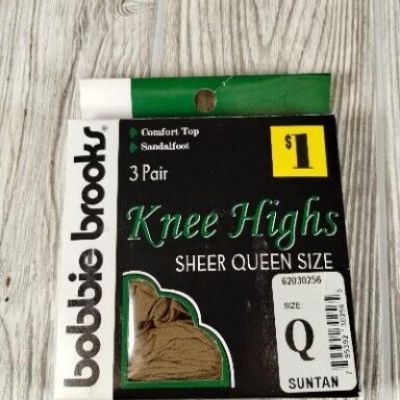 bobbie brooks®
Comfort Top
Sandalfoot
3 Pair
$1
Knee Highs
SHEER QUEEN SIZE
62030256
SIZE:
Q
SUNTAN